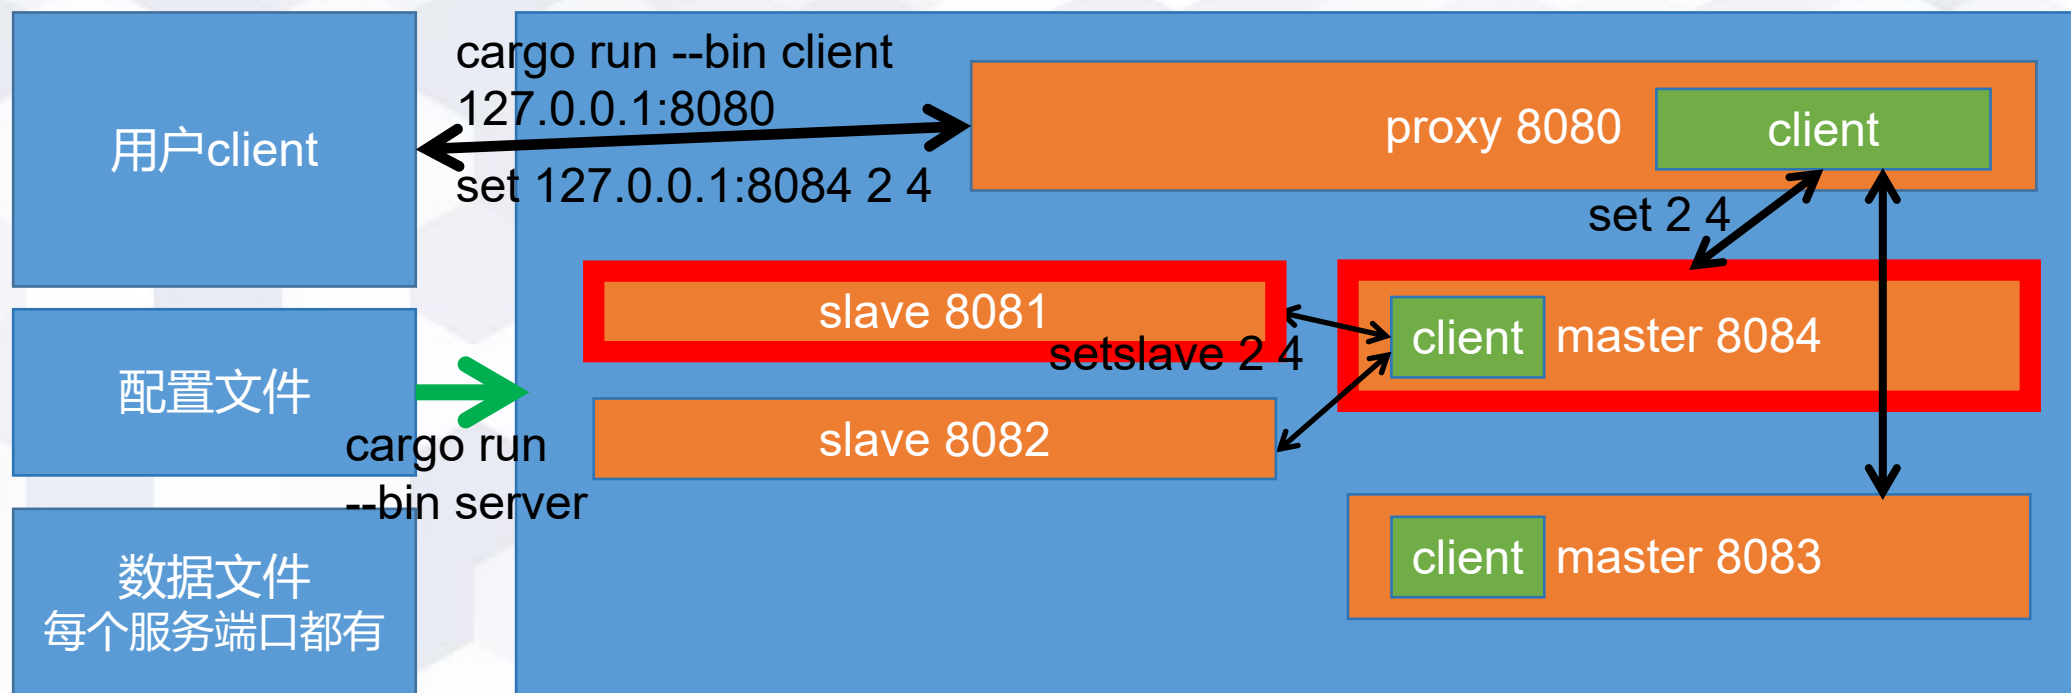 用户client
cargo run --bin client
127.0.0.1:8080
set 127.0.0.1:8084 2 4
proxy 8080
client
set 2 4
slave 8081
setslave 2 4
client
master 8084
配置文件
cargo run
--bin server
slave 8082
client
master 8083
数据文件
每个服务端口都有